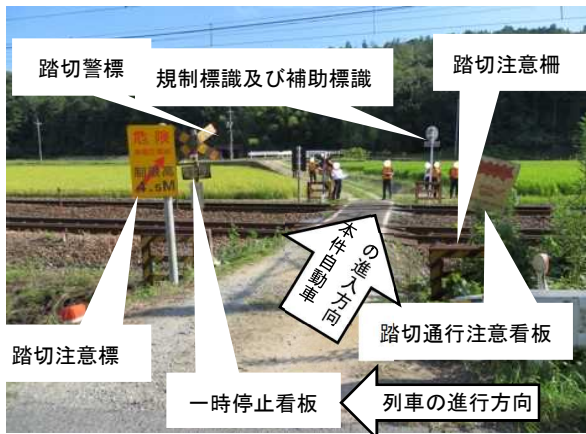 踏切警標
規制標識及び補助標識
踏切注意柵
危険
制限高
4.5M
本件自動車
の進入方向
踏切通行注意看板
踏切注意標
一時停止看板
列車の進行方向